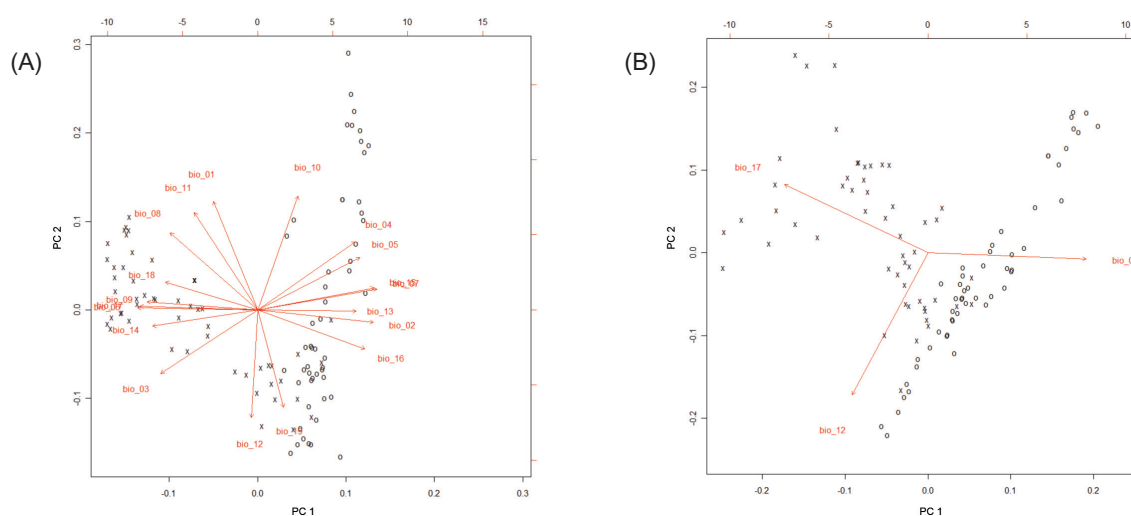 (A)
-10 -5 0 5 10 15
PC 2
0.3
0.2
0.1
0.0
-0.1
bio_10
bio_01
bio_11
bio_08
bio_04
bio_05
bio_18
bio_09
bio_13
bio_02
bio_14
bio_16
bio_03
bio_19
bio_12
-0.1 0.0 0.1 0.2 0.3
PC 1
(B)
-10 -5 0 5 10
PC 2
0.2
0.1
0.0
-0.1
-0.2
bio_17
bio_12
-0.2 -0.1 0.0 0.1 0.2
PC 1